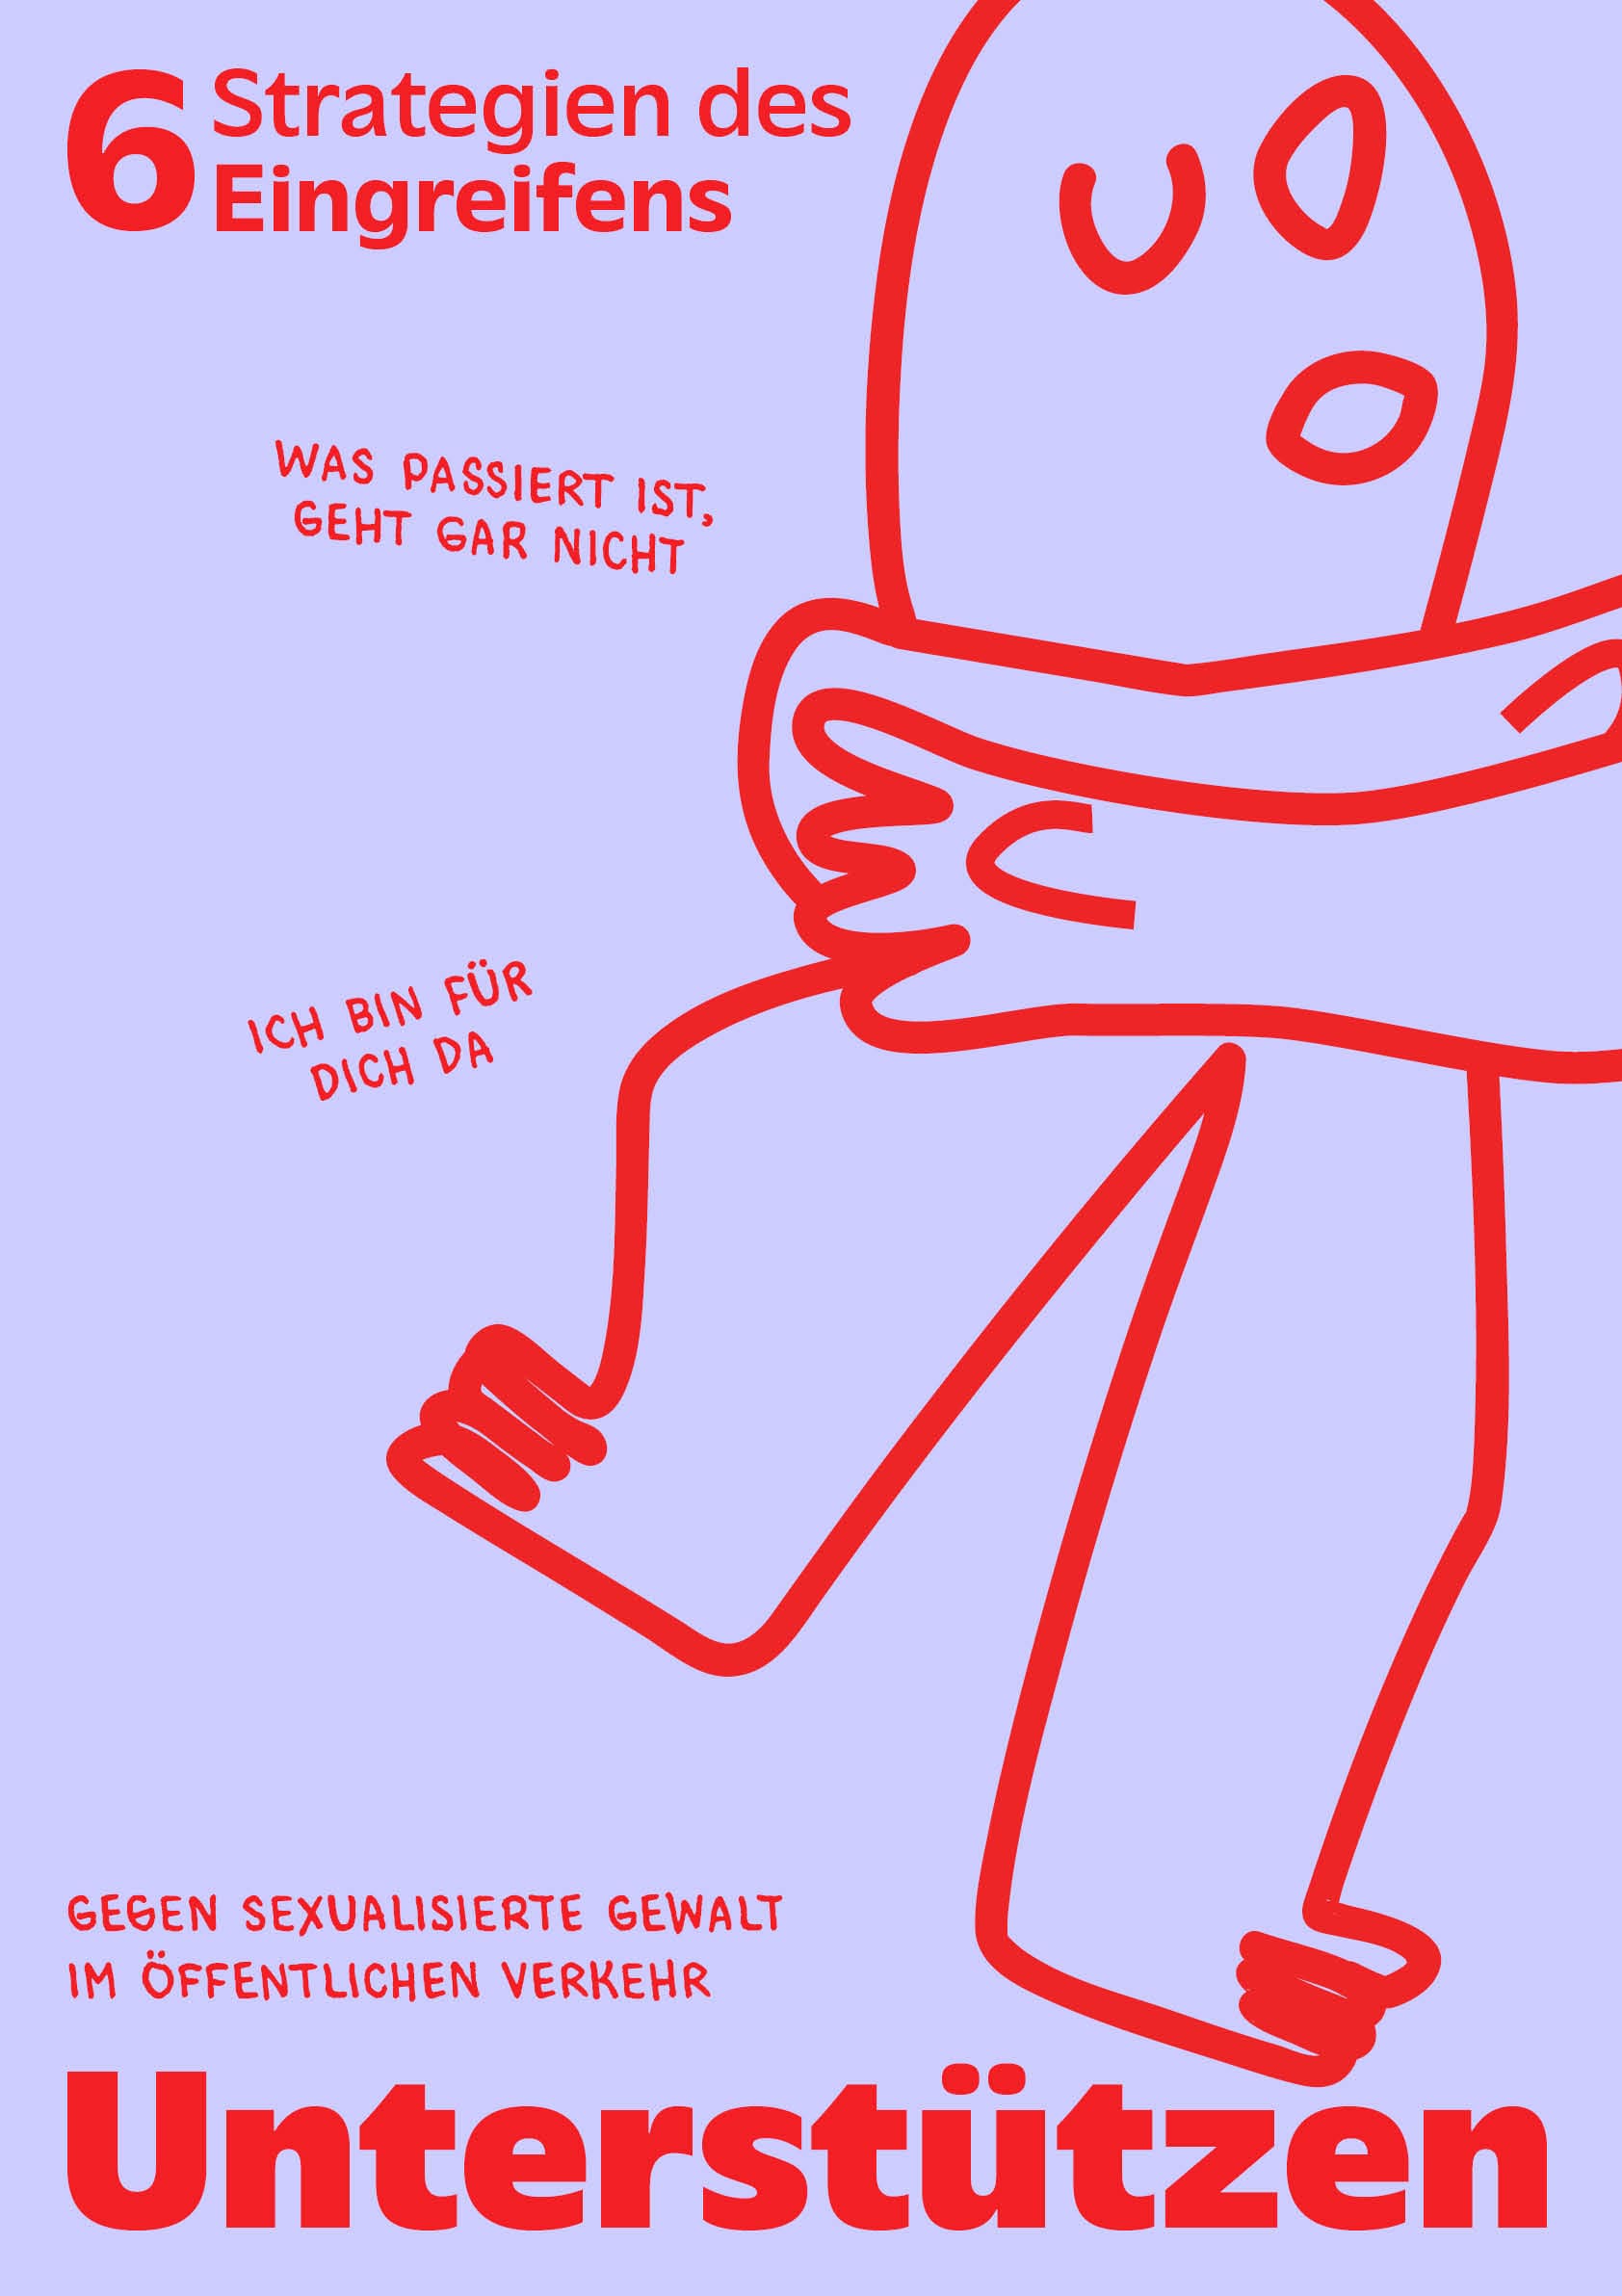 6 Strategien des
Eingreifens
WAS PASSIERT IST,
GEHT GAR NICHT
ICH BIN FÜR
DICH DA
GEGEN SEXUALISIERTE GEWALT
IM ÖFFENTLICHEN VERKEHR
Unterstützen